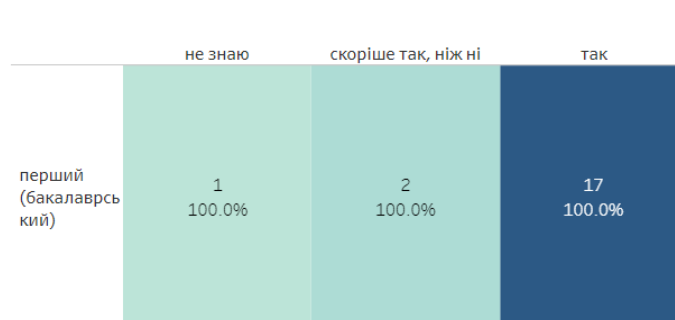 не знаю скоріше так, ніж ні так
перший
(бакалаврсь
кий)
1 2 17
100.0% 100.0% 100.0%